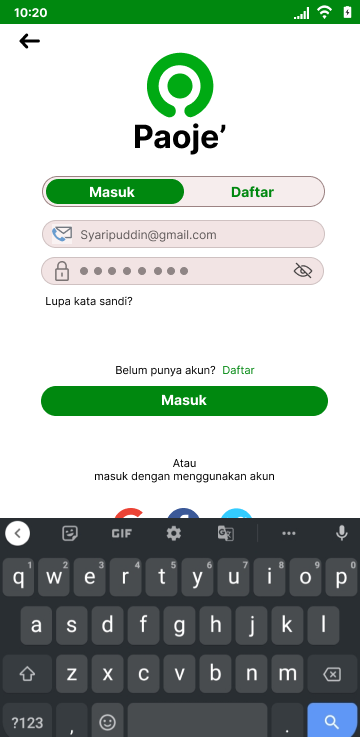 10:20
Paoje’
Masuk Daftar
Syaripuddin@gmail.com
Lupa kata sandi?
Belum punya akun? Daftar
Masuk
Atau
masuk dengan menggunakan akun
GIF
q1 w2 e3 r4 t5 y6 u7 i8 o9 p0
a s d f g h j k l
z x c v b n m
?123 , .